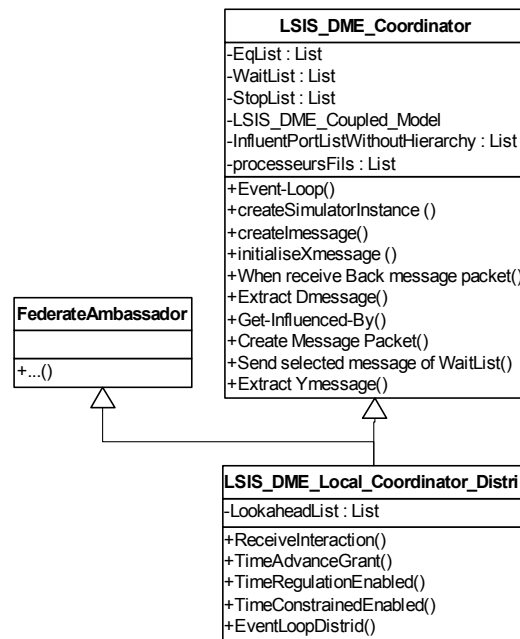 LSIS_DME_Coordinator
-EqList : List
-WaitList : List
-StopList : List
-LSIS_DME_Coupled_Model
-InfluentPortListWithoutHierarchy : List
-processeursFils : List
+Event-Loop()
+createSimulatorInstance ()
+createImessage()
+initialiseXmessage ()
+When receive Back message packet()
+Extract Dmessage()
+Get-Influenced-By()
+Create Message Packet()
+Send selected message of WaitList()
+Extract Ymessage()
FederateAmbassador
+...()
LSIS_DME_Local_Coordinator_Distri
-LookaheadList : List
+ReceiveInteraction()
+TimeAdvanceGrant()
+TimeRegulationEnabled()
+TimeConstrainedEnabled()
+EventLoopDistrid()